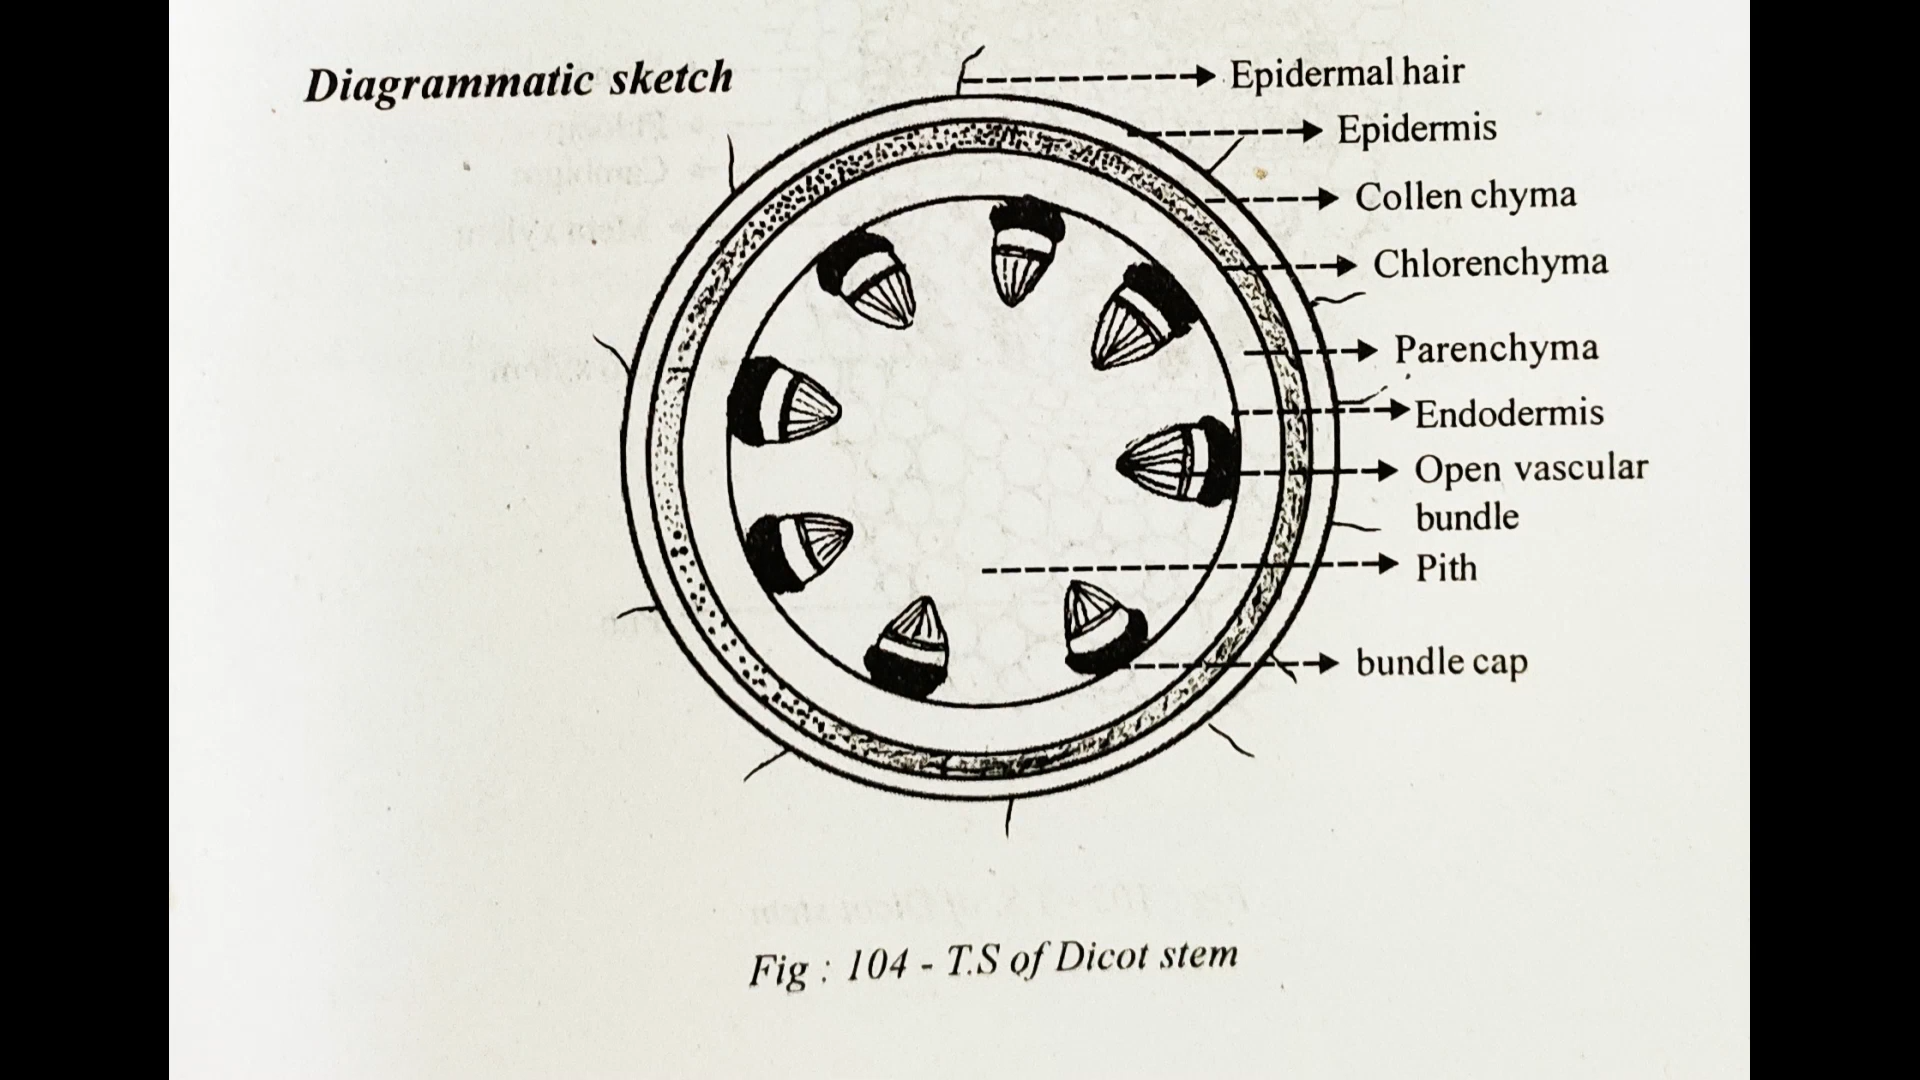 Diagrammatic sketch
Epidermal hair
Epidermis
Collen chyma
Chlorenchyma
Parenchyma
Endodermis
Open vascular
bundle
Pith
bundle cap
Fig : 104 - T.S of Dicot stem